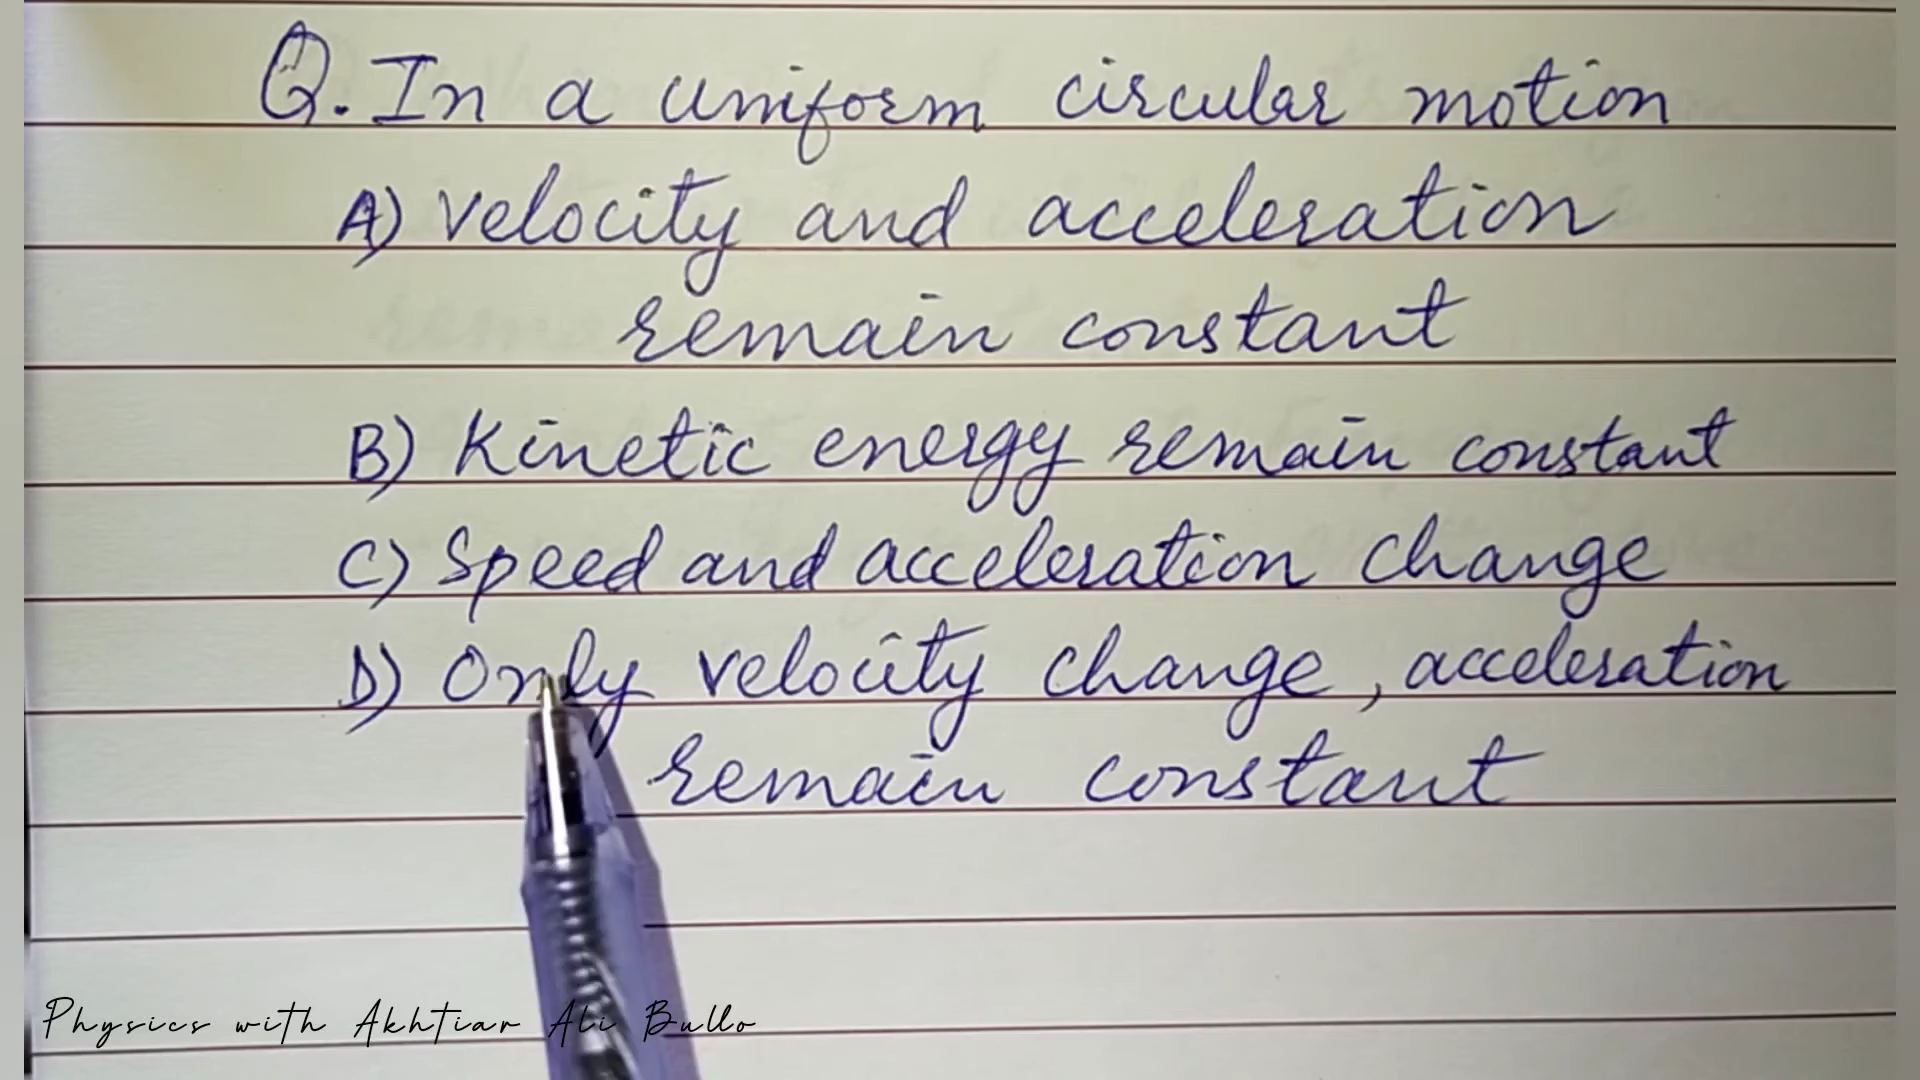 Q. In a uniform circular motion
A) Velocity and acceleration
remain constant
B) Kinetic energy remain constant
C) Speed and acceleration change
D) Only velocity change, acceleration
remain constant
Physics with Akhtiar Ali Bullo